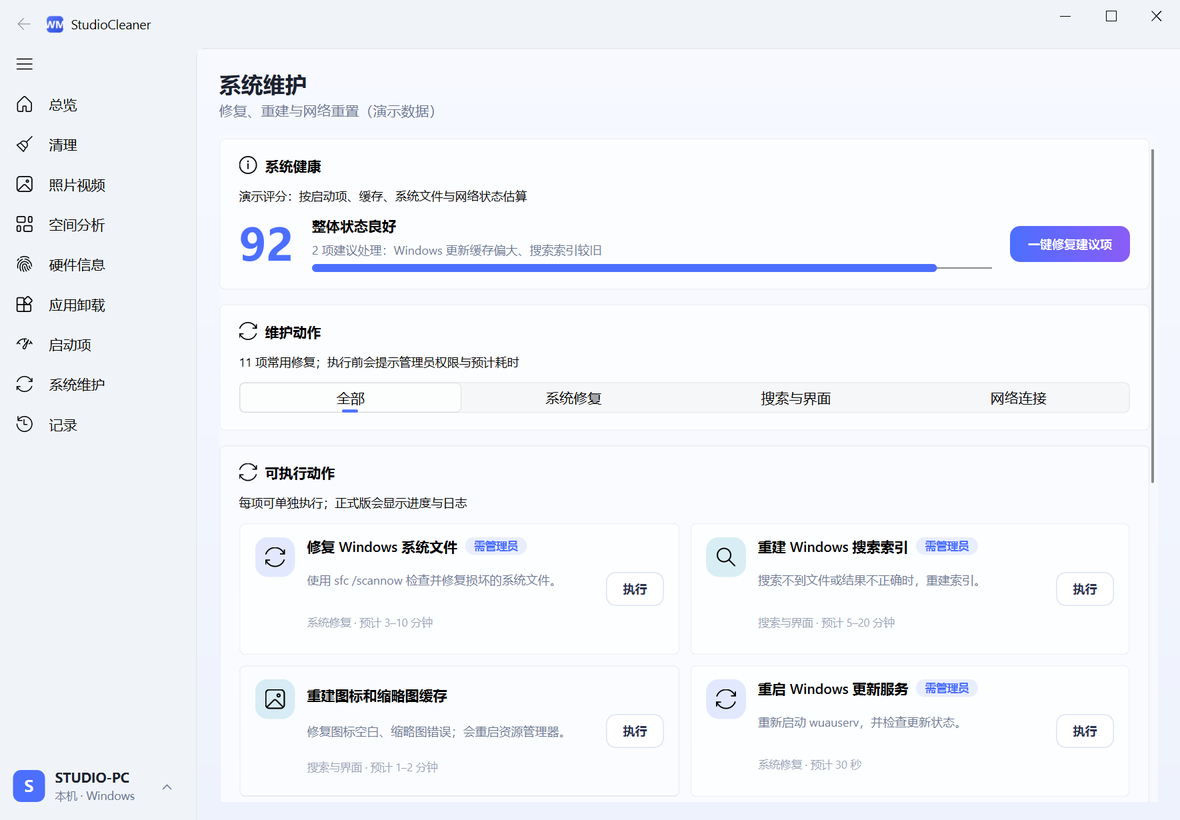 WM StudioCleaner
总览
清理
照片视频
空间分析
硬件信息
应用卸载
启动项
系统维护
记录
S
STUDIO-PC
本机 · Windows
系统维护
修复、重建与网络重置（演示数据）
系统健康
演示评分：按启动项、缓存、系统文件与网络状态估算
92
整体状态良好
2 项建议处理：Windows 更新缓存偏大、搜索索引较旧
一键修复建议项
维护动作
11 项常用修复；执行前会提示管理员权限与预计耗时
全部 系统修复 搜索与界面 网络连接
可执行动作
每项可单独执行；正式版会显示进度与日志
修复 Windows 系统文件 需管理员
使用 sfc /scannow 检查并修复损坏的系统文件。
执行
系统修复 · 预计 3–10 分钟
重建 Windows 搜索索引 需管理员
搜索不到文件或结果不正确时，重建索引。
执行
搜索与界面 · 预计 5–20 分钟
重建图标和缩略图缓存
修复图标空白、缩略图错误；会重启资源管理器。
执行
搜索与界面 · 预计 1–2 分钟
重启 Windows 更新服务 需管理员
重新启动 wuauserv，并检查更新状态。
执行
系统修复 · 预计 30 秒